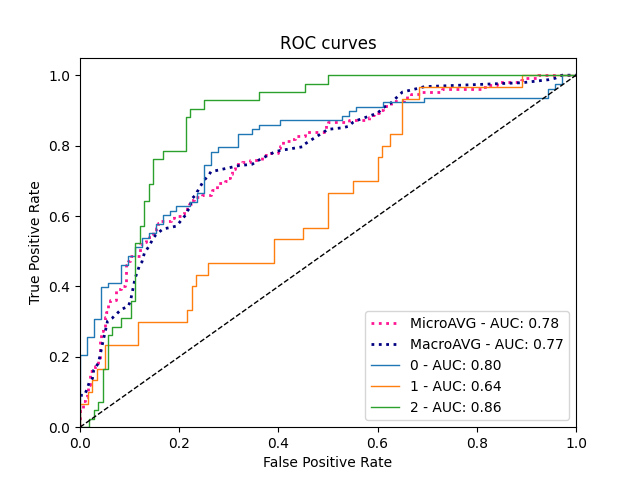 ROC curves
1.0
0.8
0.6
0.4
0.2
0.0
True Positive Rate
MicroAVG - AUC: 0.78
MacroAVG - AUC: 0.77
0 - AUC: 0.80
1 - AUC: 0.64
2 - AUC: 0.86
0.0 0.2 0.4 0.6 0.8 1.0
False Positive Rate